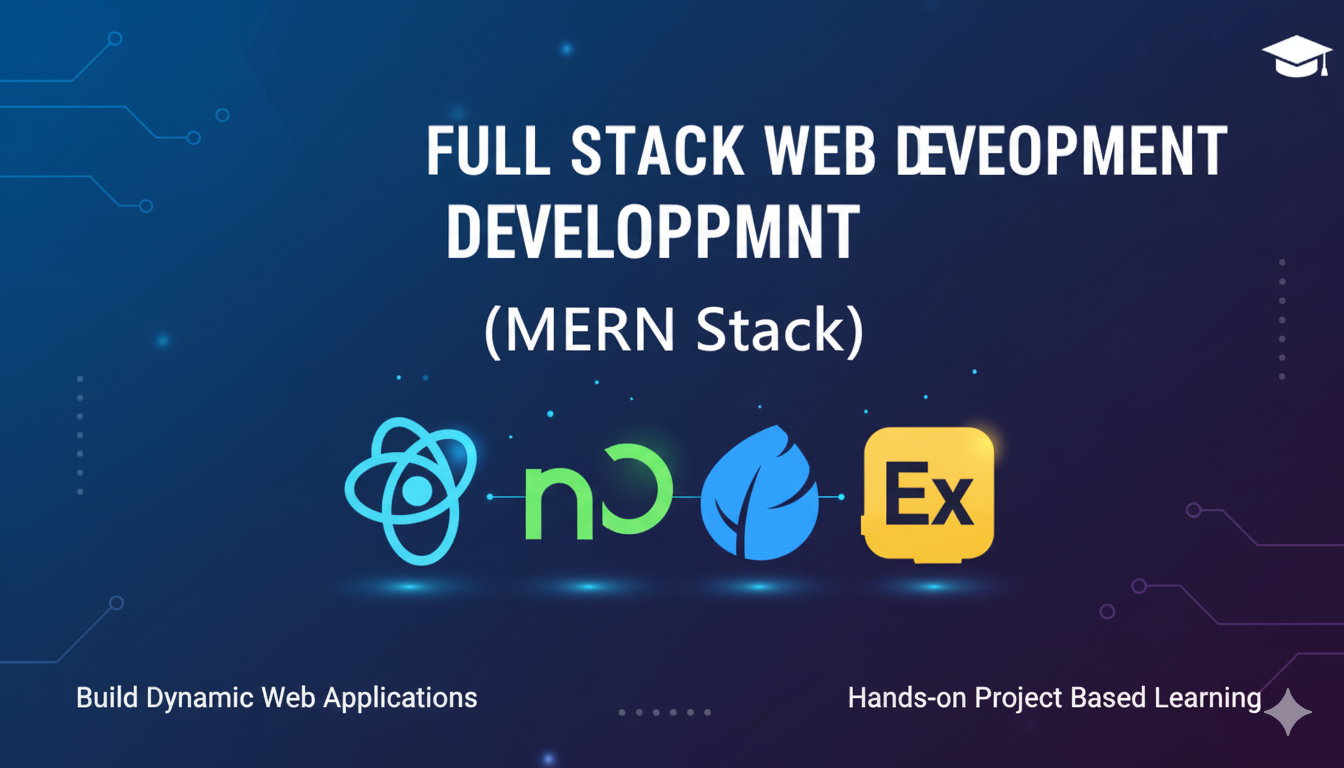 FULL STACK WEB DEVEOPMENT
DEVELOPPMNT
(MERN Stack)
n
Ex
Build Dynamic Web Applications
Hands-on Project Based Learning